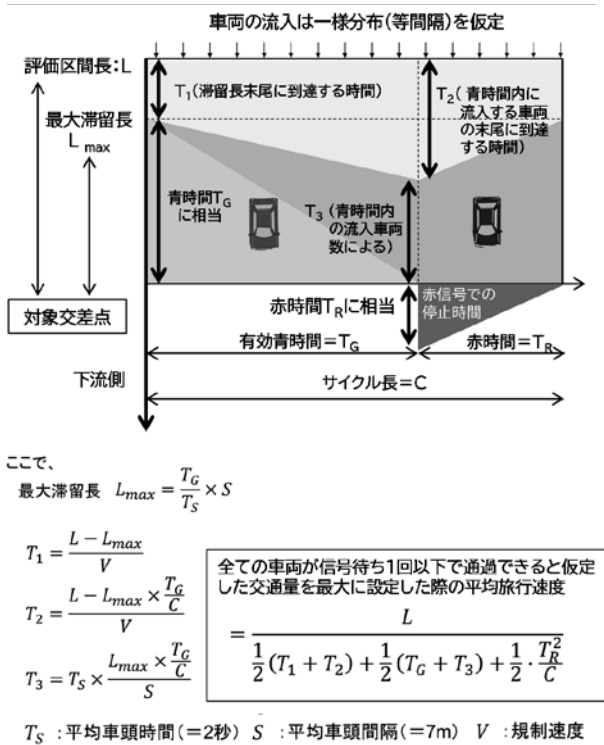 車両の流入は一様分布(等間隔)を仮定
評価区間長:L
T₁(滞留長末尾に到達する時間)
T₂(青時間内に
流入する車両
の末尾に到達
する時間)
最大滞留長
L max
青時間TG
に相当
T₃(青時間内
の流入車両
数による)
対象交差点
赤時間TRに相当
赤信号での
停止時間
有効青時間=TG
赤時間=TR
下流側
サイクル長=C
ここで、
最大滞留長 Lmax = TG/TS × S
T₁ = (L − Lmax)/V
T₂ = (L − Lmax × TG/C)/V
T₃ = TS × (Lmax × TG/C)/S
全ての車両が信号待ち1回以下で通過できると仮定
した交通量を最大に設定した際の平均旅行速度
= L/(1/2(T₁ + T₂) + 1/2(TG + T₃) + 1/2・TR²/C)
TS:平均車頭時間(=2秒) S:平均車頭間隔(=7m) V:規制速度